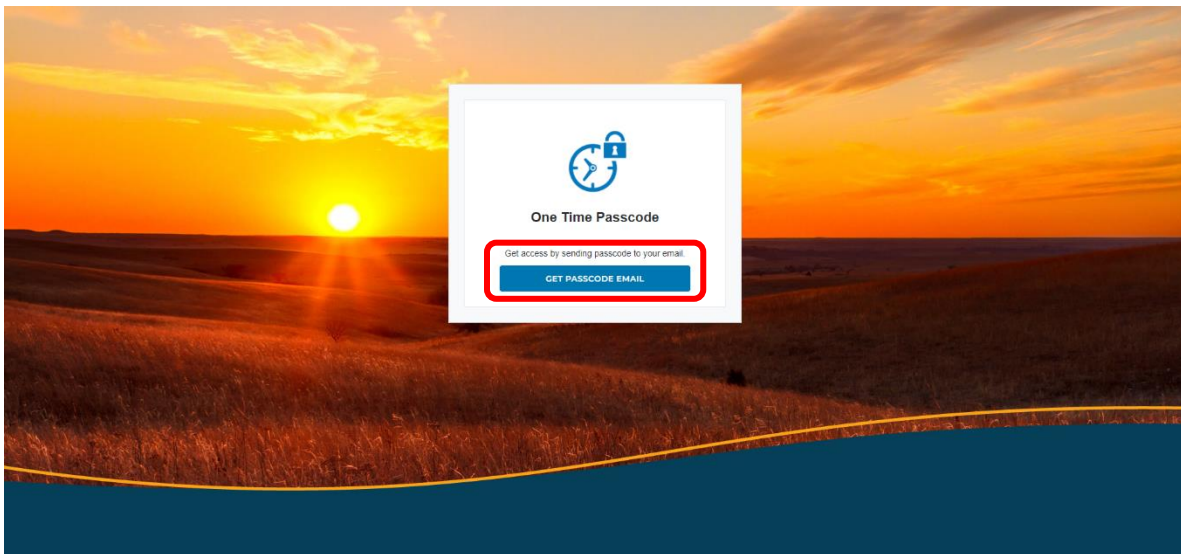 One Time Passcode
Get access by sending passcode to your email.
GET PASSCODE EMAIL